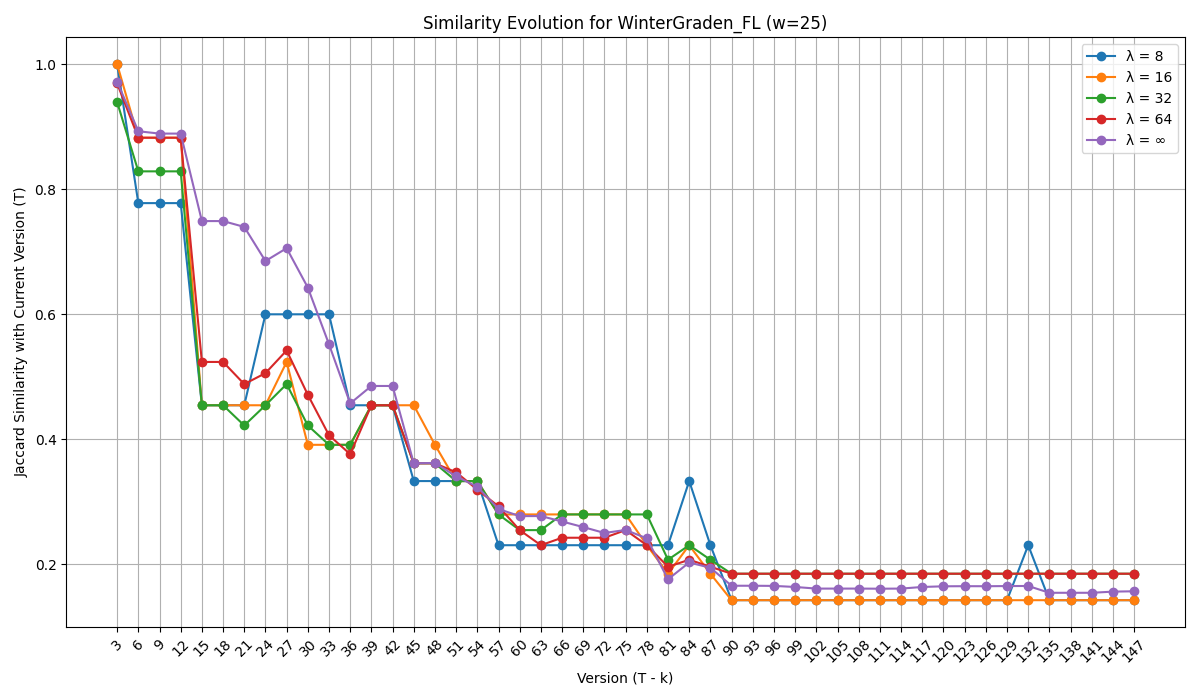 Similarity Evolution for WinterGraden_FL (w=25)
Jaccard Similarity with Current Version (T)
1.0
0.8
0.6
0.4
0.2
λ = 8
λ = 16
λ = 32
λ = 64
λ = ∞
3 6 9 12 15 18 21 24 27 30 33 36 39 42 45 48 51 54 57 60 63 66 69 72 75 78 81 84 87 90 93 96 99 102 105 108 111 114 117 120 123 126 129 132 135 138 141 144 147
Version (T - k)